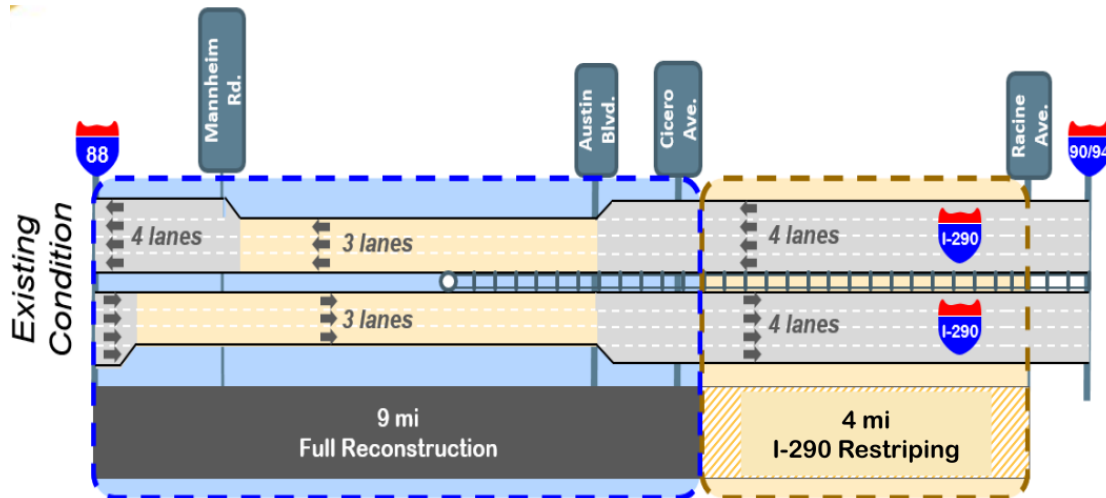 Mannheim
Rd.
Austin
Blvd.
Cicero
Ave.
Racine
Ave.
88
90/94
Existing
Condition
4 lanes
3 lanes
4 lanes
I-290
3 lanes
4 lanes
I-290
9 mi
Full Reconstruction
4 mi
I-290 Restriping